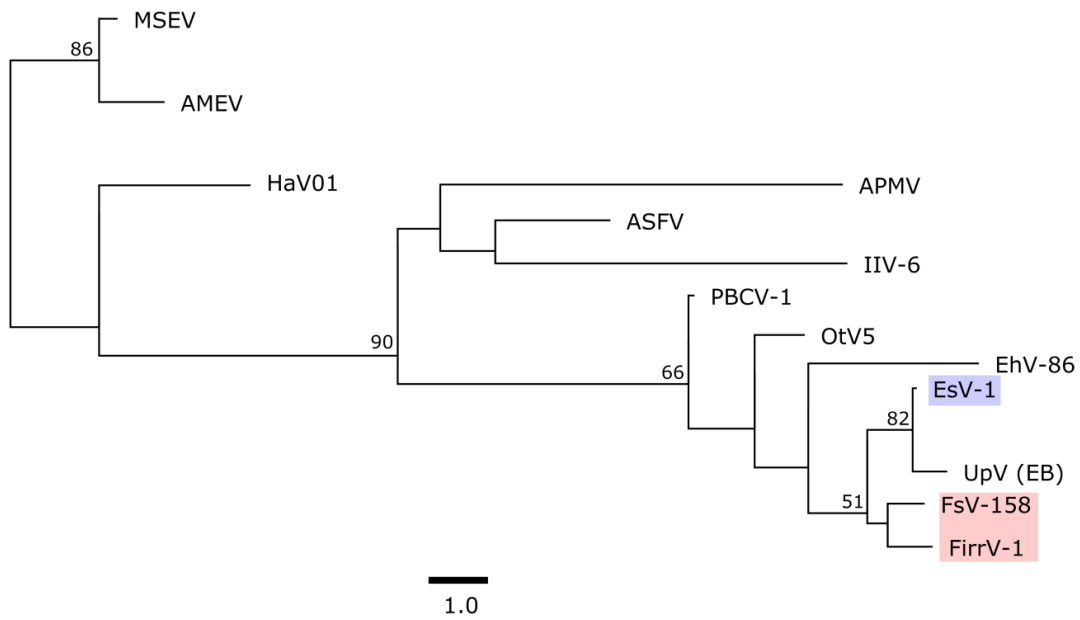 MSEV
86
AMEV
HaV01
APMV
ASFV
IIV-6
PBCV-1
OtV5
90
EhV-86
66
EsV-1
82
UpV (EB)
51
FsV-158
FirrV-1
1.0